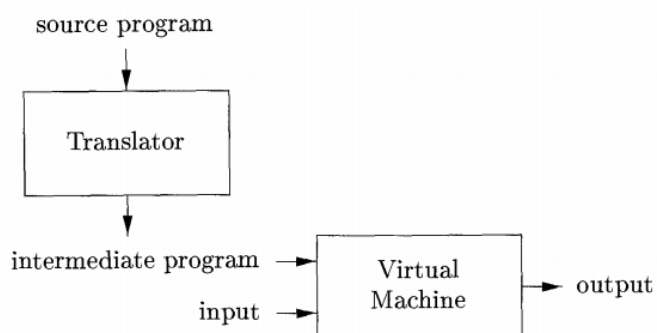 source program
Translator
intermediate program
input
Virtual
Machine
output